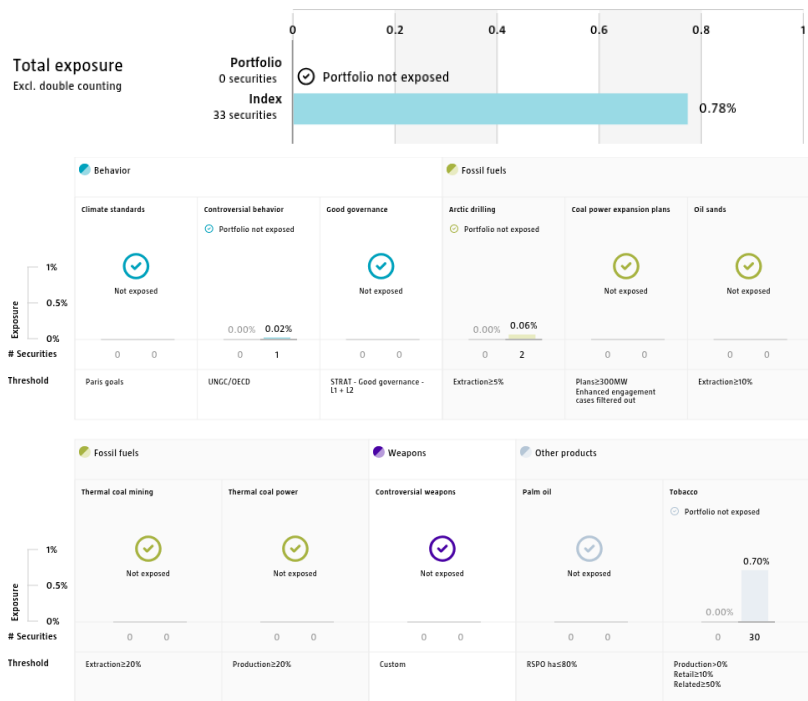 0 0.2 0.4 0.6 0.8 1
Total exposure
Excl. double counting
Portfolio
0 securities
Portfolio not exposed
Index
33 securities
0.78%
Behavior
Fossil fuels
Climate standards
Controversial behavior
Good governance
Arctic drilling
Coal power expansion plans
Oil sands
Portfolio not exposed
Portfolio not exposed
Not exposed
Not exposed
Not exposed
Not exposed
Exposure
1%
0.5%
0%
0.00% 0.02%
0.00% 0.06%
# Securities
0 0
0 1
0 0
0 2
0 0
0 0
Threshold
Paris goals
UNGC/OECD
STRAT - Good governance -
L1 + L2
Extraction≥5%
Plans≥300MW
Enhanced engagement
cases filtered out
Extraction≥10%
Fossil fuels
Weapons
Other products
Thermal coal mining
Thermal coal power
Controversial weapons
Palm oil
Tobacco
Portfolio not exposed
Not exposed
Not exposed
Not exposed
Not exposed
Exposure
1%
0.5%
0%
0.00% 0.70%
# Securities
0 0
0 0
0 0
0 0
0 30
Threshold
Extraction≥20%
Production≥20%
Custom
RSPO ha≤80%
Production>0%
Retail≥10%
Related≥50%